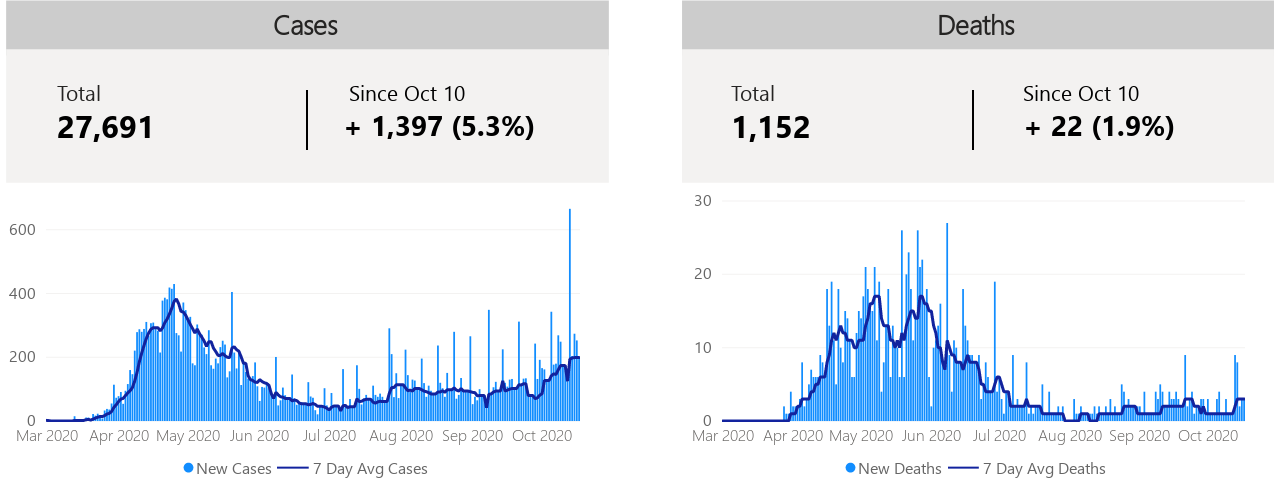 Cases
Total
Since Oct 10
27,691
+ 1,397 (5.3%)
600
400
200
0
Mar 2020 Apr 2020 May 2020 Jun 2020 Jul 2020 Aug 2020 Sep 2020 Oct 2020
New Cases 7 Day Avg Cases
Deaths
Total
Since Oct 10
1,152
+ 22 (1.9%)
30
20
10
0
Mar 2020 Apr 2020 May 2020 Jun 2020 Jul 2020 Aug 2020 Sep 2020 Oct 2020
New Deaths 7 Day Avg Deaths